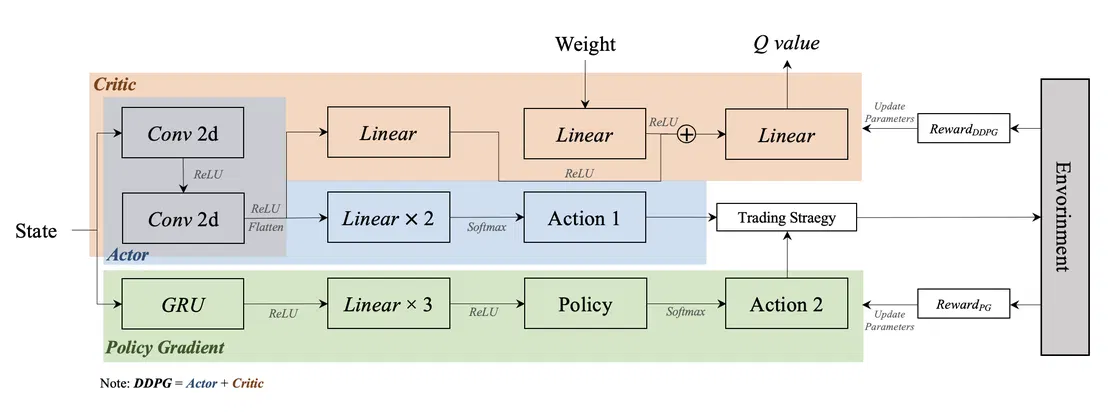 Weight
Q value
Critic
Conv 2d
Linear
Linear
ReLU
Linear
Update
Parameters
Reward_DDPG
ReLU
ReLU
Conv 2d
ReLU
Flatten
Linear × 2
Softmax
Action 1
Trading Straegy
State
Actor
Envorinment
GRU
ReLU
Linear × 3
ReLU
Policy
Softmax
Action 2
Update
Parameters
Reward_PG
Policy Gradient
Note: DDPG = Actor + Critic